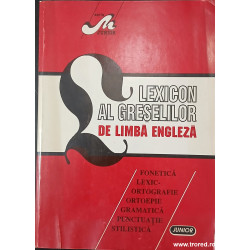 LEXICON
AL GREȘELILOR
DE LIMBĂ ENGLEZĂ
FONETICĂ
LEXIC-
ORTOGRAFIE
ORTOEPIE
GRAMATICĂ
PUNCTUAȚIE
STILISTICĂ
JUNIOR
www.trored.ro